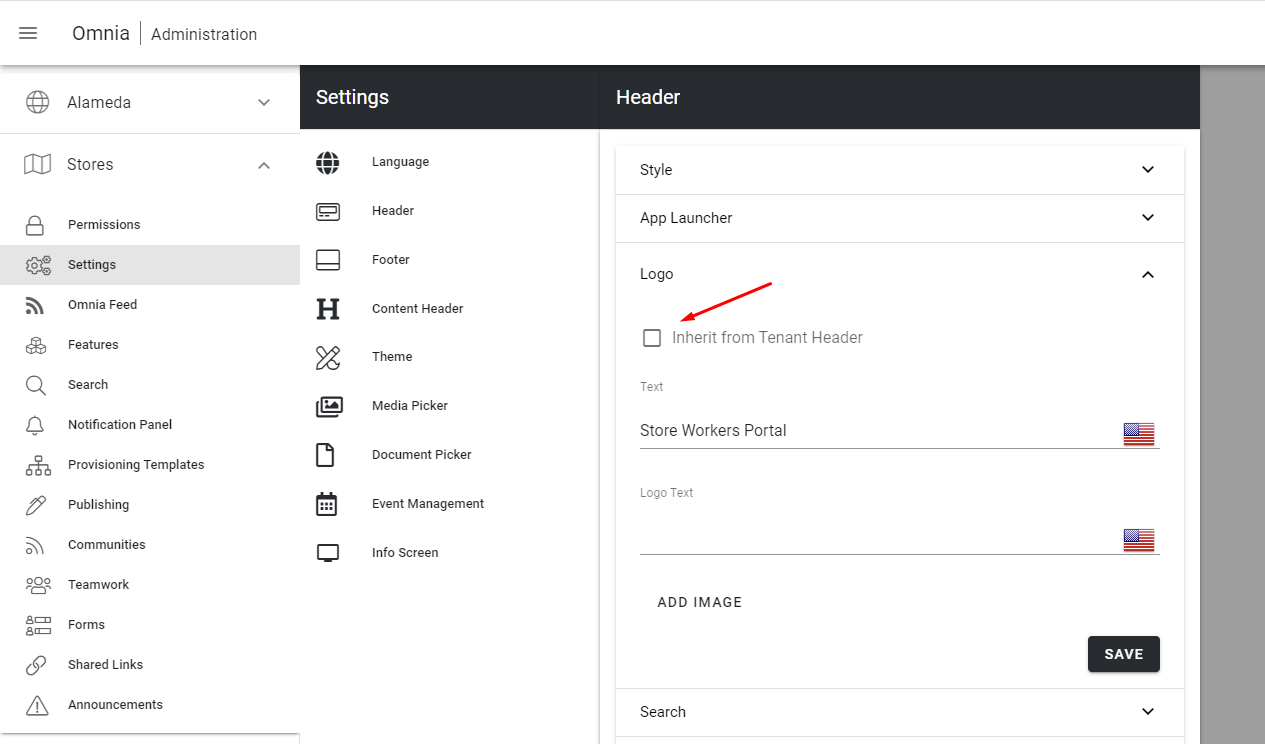 Omnia
Administration
Alameda
Stores
Permissions
Settings
Omnia Feed
Features
Search
Notification Panel
Provisioning Templates
Publishing
Communities
Teamwork
Forms
Shared Links
Announcements
Settings
Language
Header
Footer
Content Header
Theme
Media Picker
Document Picker
Event Management
Info Screen
Header
Style
App Launcher
Logo
Inherit from Tenant Header
Text
Store Workers Portal
Logo Text
ADD IMAGE
SAVE
Search